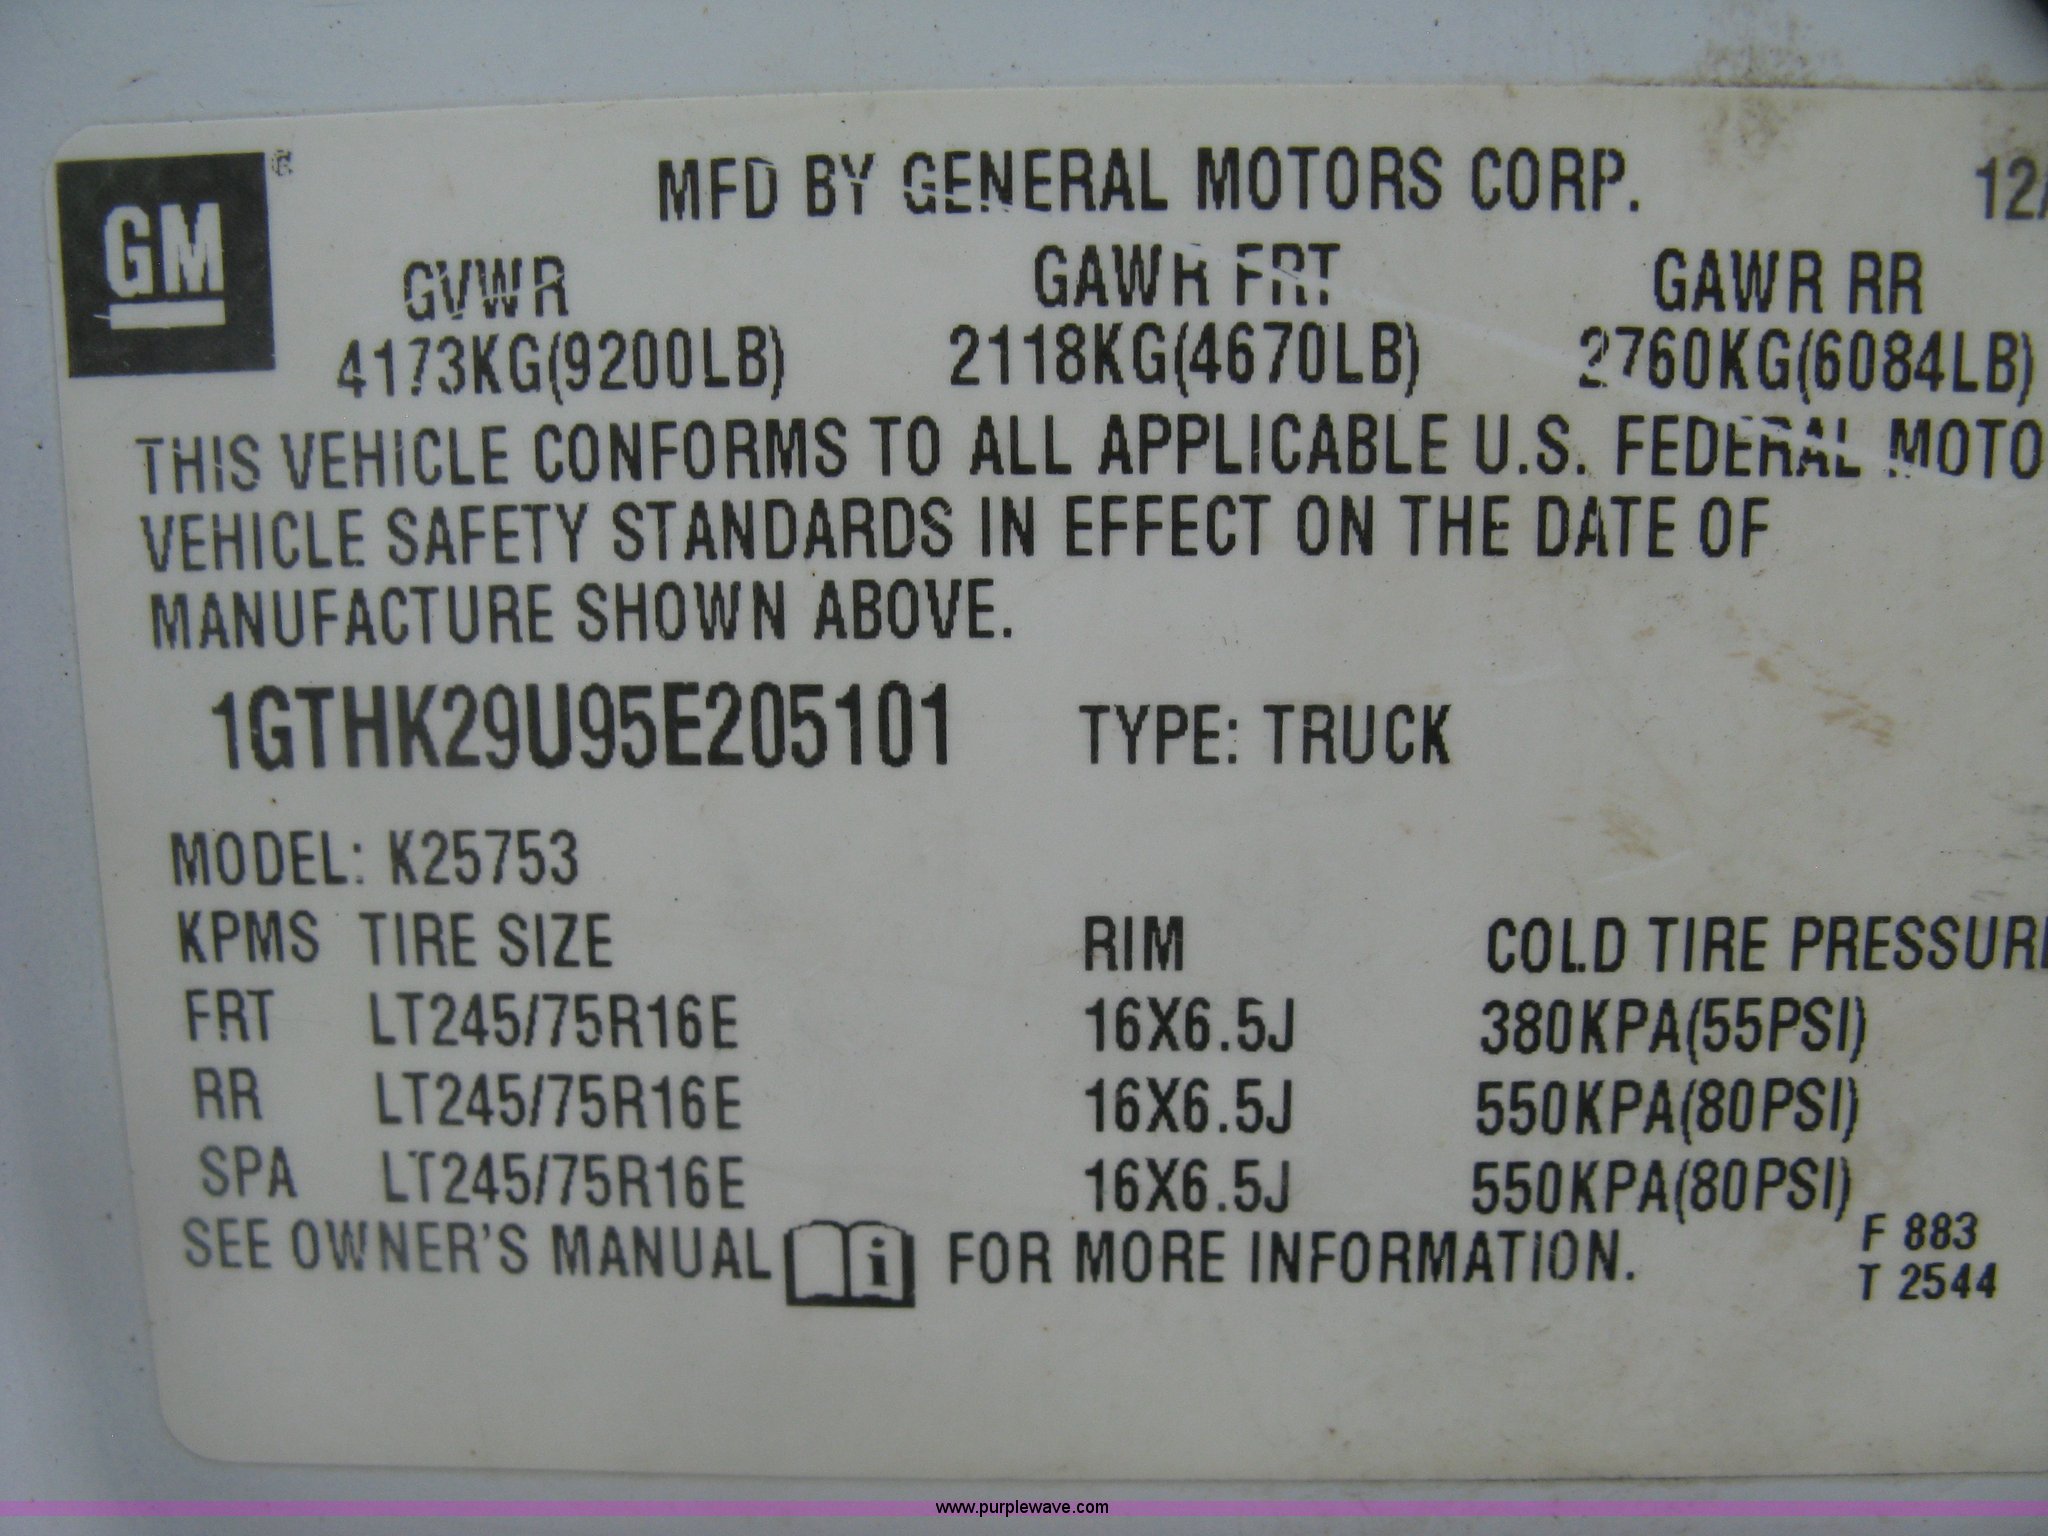 GM ®
MFD BY GENERAL MOTORS CORP. 12/
GVWR GAWR FRT GAWR RR
4173KG(9200LB) 2118KG(4670LB) 2760KG(6084LB)
THIS VEHICLE CONFORMS TO ALL APPLICABLE U.S. FEDERAL MOTO
VEHICLE SAFETY STANDARDS IN EFFECT ON THE DATE OF
MANUFACTURE SHOWN ABOVE.
1GTHK29U95E205101 TYPE: TRUCK
MODEL: K25753
KPMS TIRE SIZE RIM COLD TIRE PRESSURE
FRT LT245/75R16E 16X6.5J 380KPA(55PSI)
RR LT245/75R16E 16X6.5J 550KPA(80PSI)
SPA LT245/75R16E 16X6.5J 550KPA(80PSI)
SEE OWNER'S MANUAL i FOR MORE INFORMATION.
F 883
T 2544
www.purplewave.com